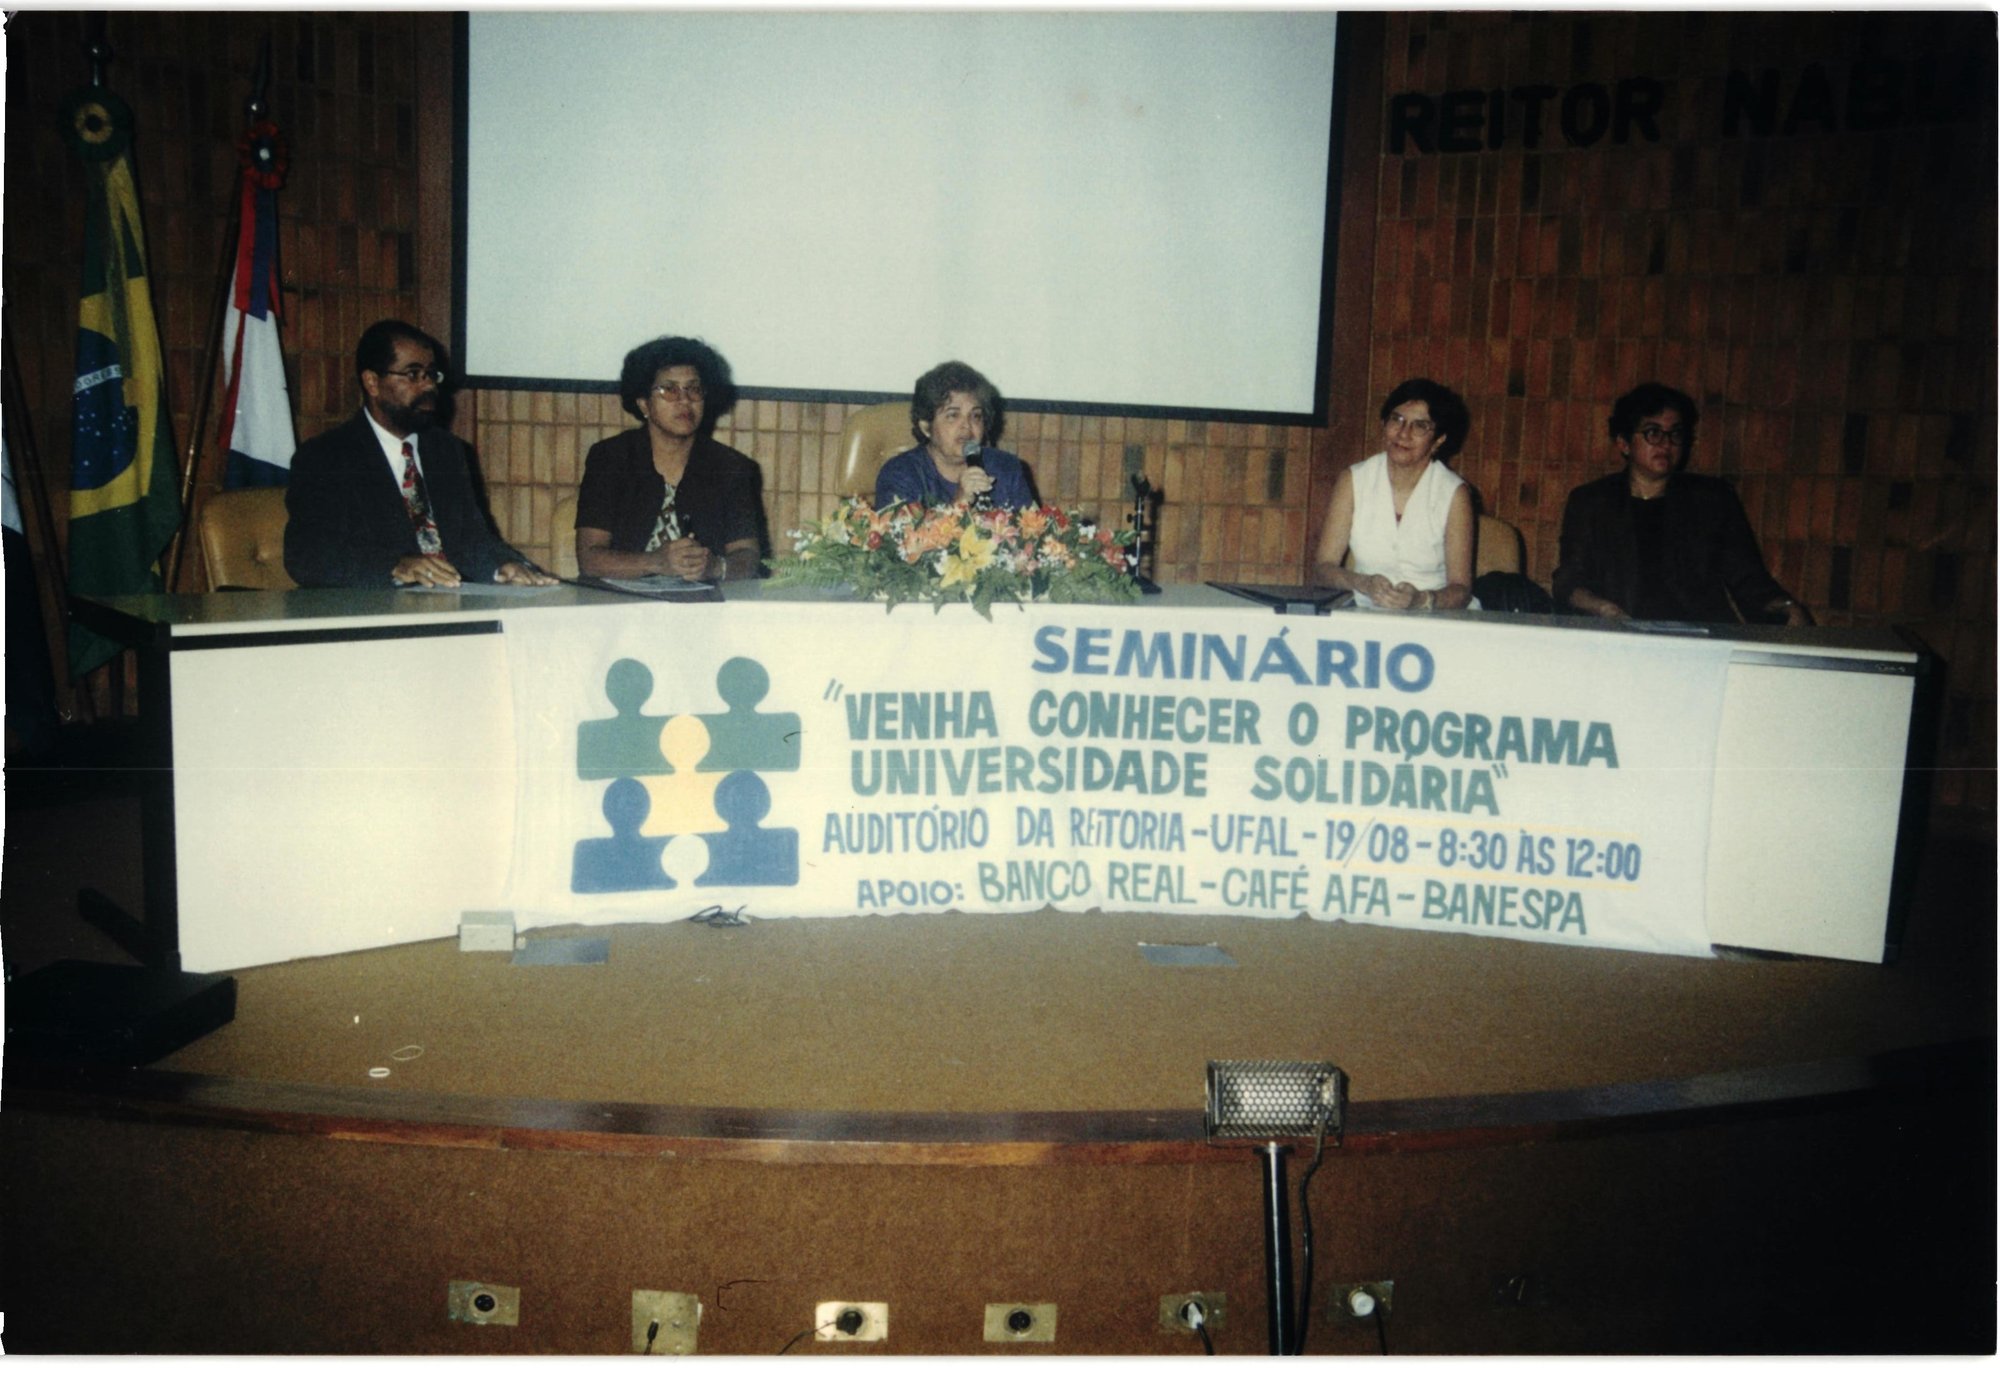 REITOR
SEMINÁRIO
"VENHA CONHECER O PROGRAMA
UNIVERSIDADE SOLIDÁRIA"
AUDITÓRIO DA REITORIA-UFAL-19/08-8:30 ÀS 12:00
APOIO: BANCO REAL-CAFÉ AFA-BANESPA